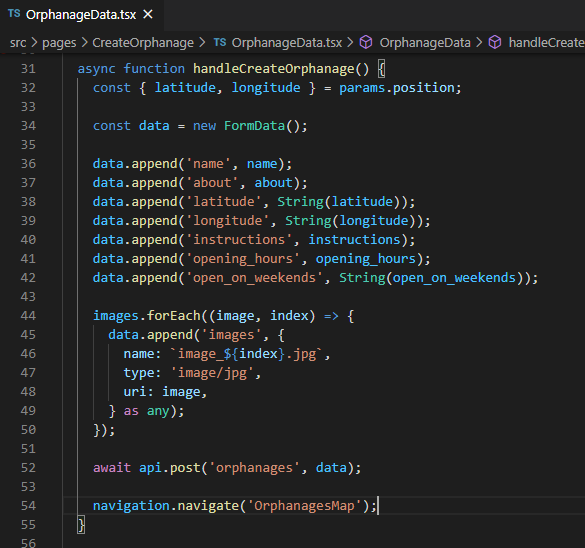 TS OrphanageData.tsx ×
src > pages > CreateOrphanage > TS OrphanageData.tsx > OrphanageData > handleCreate
31 async function handleCreateOrphanage() {
32 const { latitude, longitude } = params.position;
33
34 const data = new FormData();
35
36 data.append('name', name);
37 data.append('about', about);
38 data.append('latitude', String(latitude));
39 data.append('longitude', String(longitude));
40 data.append('instructions', instructions);
41 data.append('opening_hours', opening_hours);
42 data.append('open_on_weekends', String(open_on_weekends));
43
44 images.forEach((image, index) => {
45 data.append('images', {
46 name: `image_${index}.jpg`,
47 type: 'image/jpg',
48 uri: image,
49 } as any);
50 });
51
52 await api.post('orphanages', data);
53
54 navigation.navigate('OrphanagesMap');
55 }
56